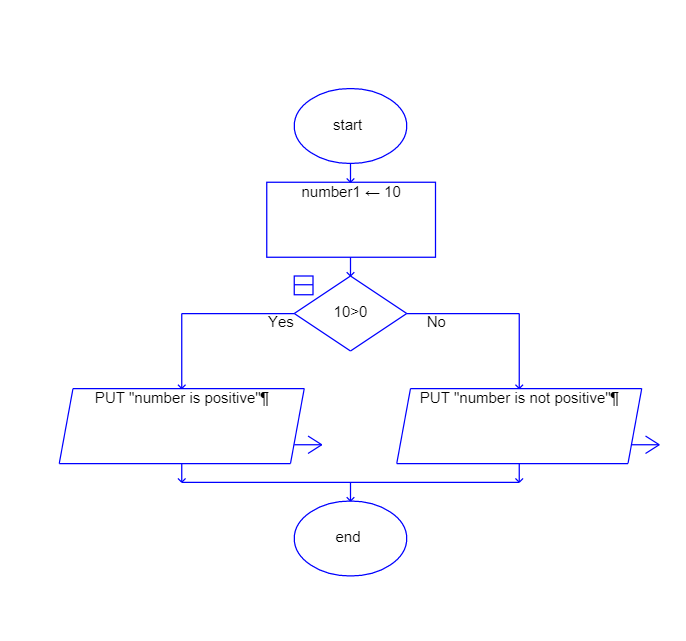 start
number1 ← 10
10>0
Yes
No
PUT "number is positive"¶
PUT "number is not positive"¶
end